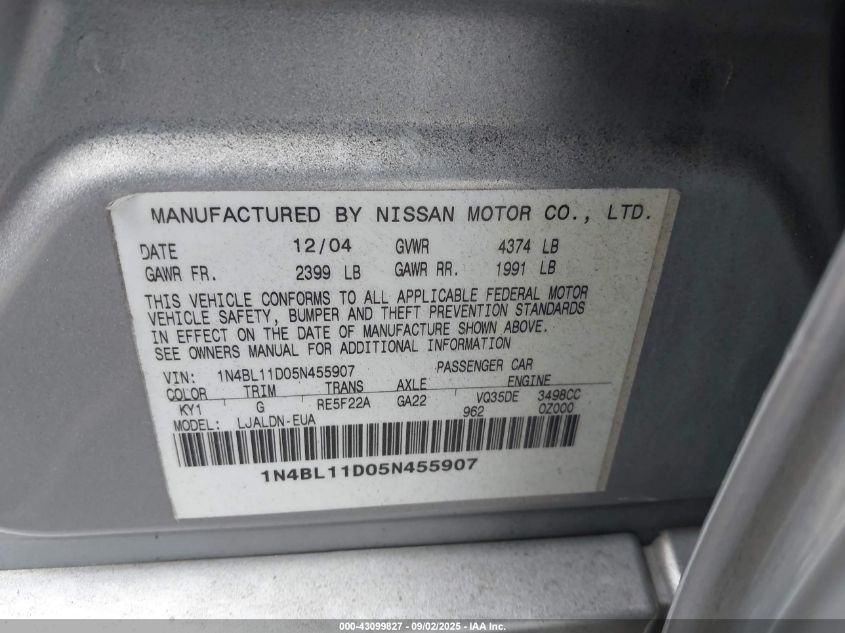 MANUFACTURED BY NISSAN MOTOR CO., LTD.
DATE 12/04 GVWR 4374 LB
GAWR FR. 2399 LB GAWR RR. 1991 LB
THIS VEHICLE CONFORMS TO ALL APPLICABLE FEDERAL MOTOR
VEHICLE SAFETY, BUMPER AND THEFT PREVENTION STANDARDS
IN EFFECT ON THE DATE OF MANUFACTURE SHOWN ABOVE.
SEE OWNERS MANUAL FOR ADDITIONAL INFORMATION
VIN: 1N4BL11D05N455907 PASSENGER CAR
COLOR TRIM TRANS AXLE ENGINE
KY1 G RE5F22A GA22 VQ35DE 3498CC
MODEL: LJALDN-EUA 962 0Z000
1N4BL11D05N455907
000-43099827 - 09/02/2025 - IAA Inc.